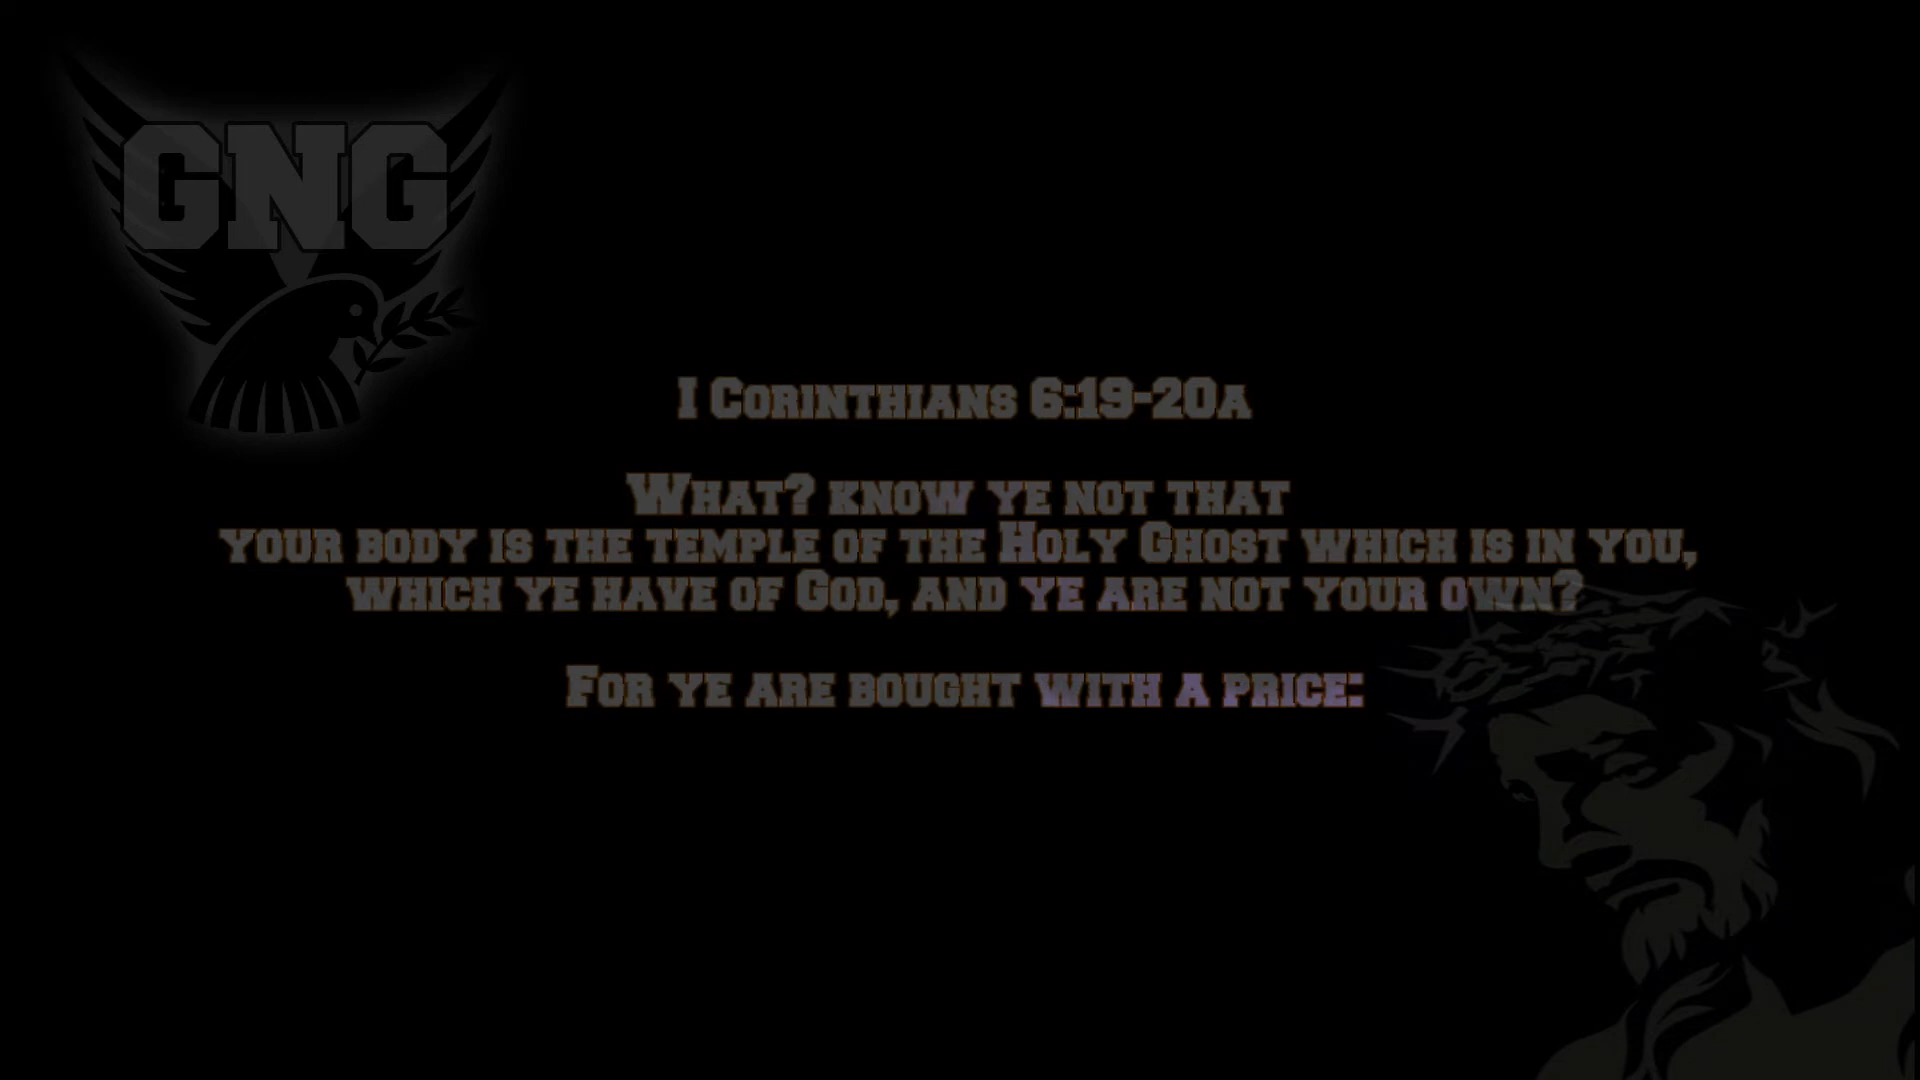 GNG
I Corinthians 6:19-20a
What? know ye not that
your body is the temple of the Holy Ghost which is in you,
which ye have of God, and ye are not your own?
For ye are bought with a price: